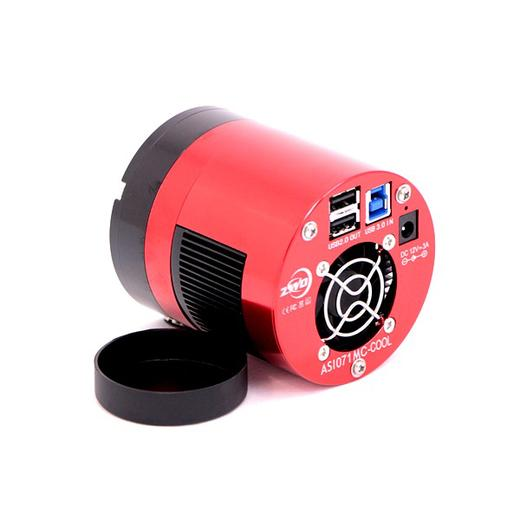 USB2.0 OUT
USB 3.0 IN
DC 12V⎓3A
ZWO
CE FC
ASI071MC-COOL